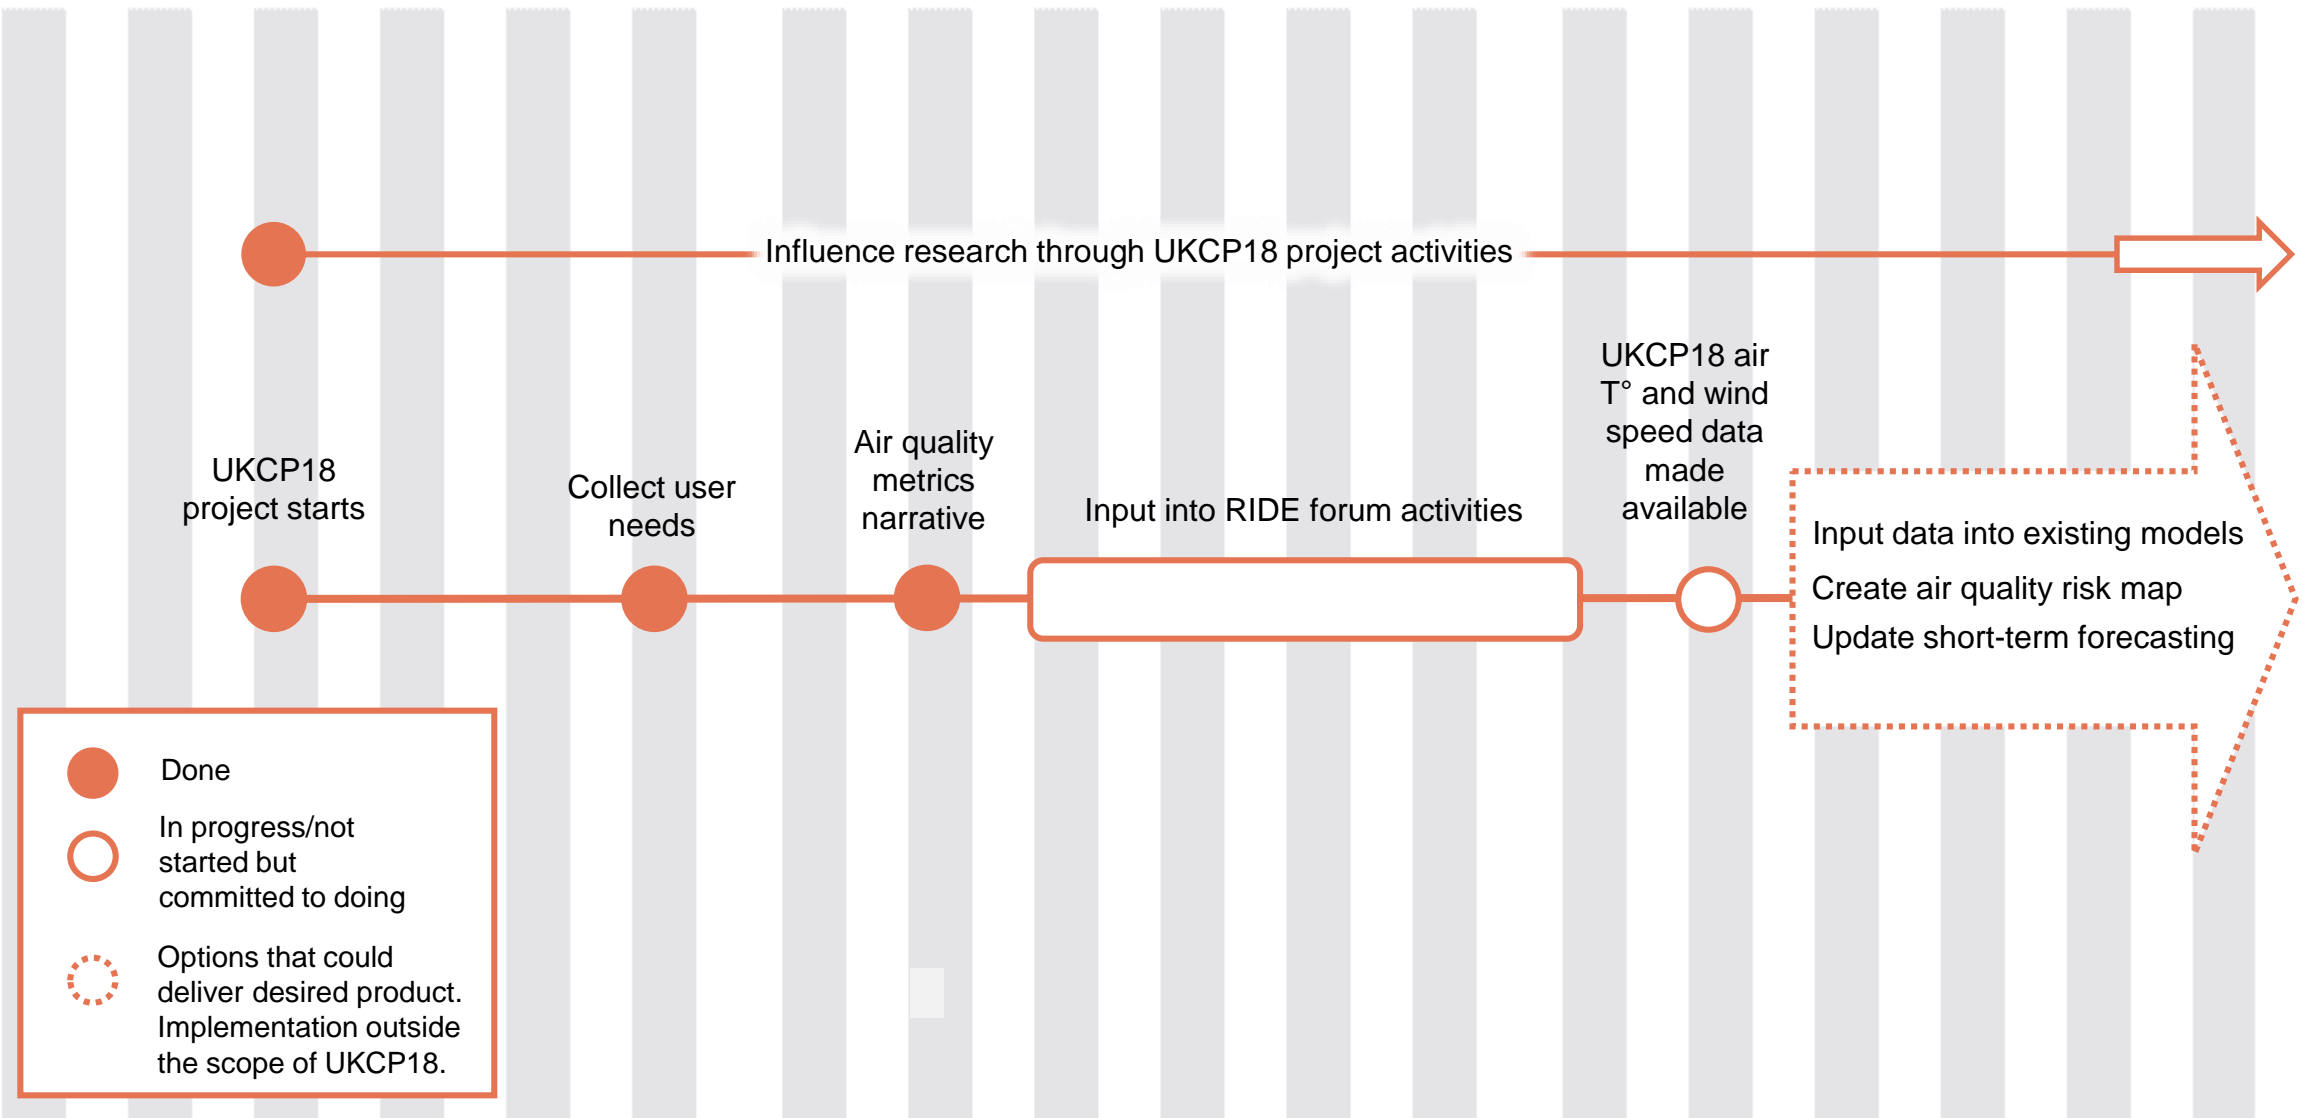 Influence research through UKCP18 project activities
UKCP18
project starts
Collect user
needs
Air quality
metrics
narrative
Input into RIDE forum activities
UKCP18 air
T° and wind
speed data
made
available
Input data into existing models
Create air quality risk map
Update short-term forecasting
Done
In progress/not
started but
committed to doing
Options that could
deliver desired product.
Implementation outside
the scope of UKCP18.